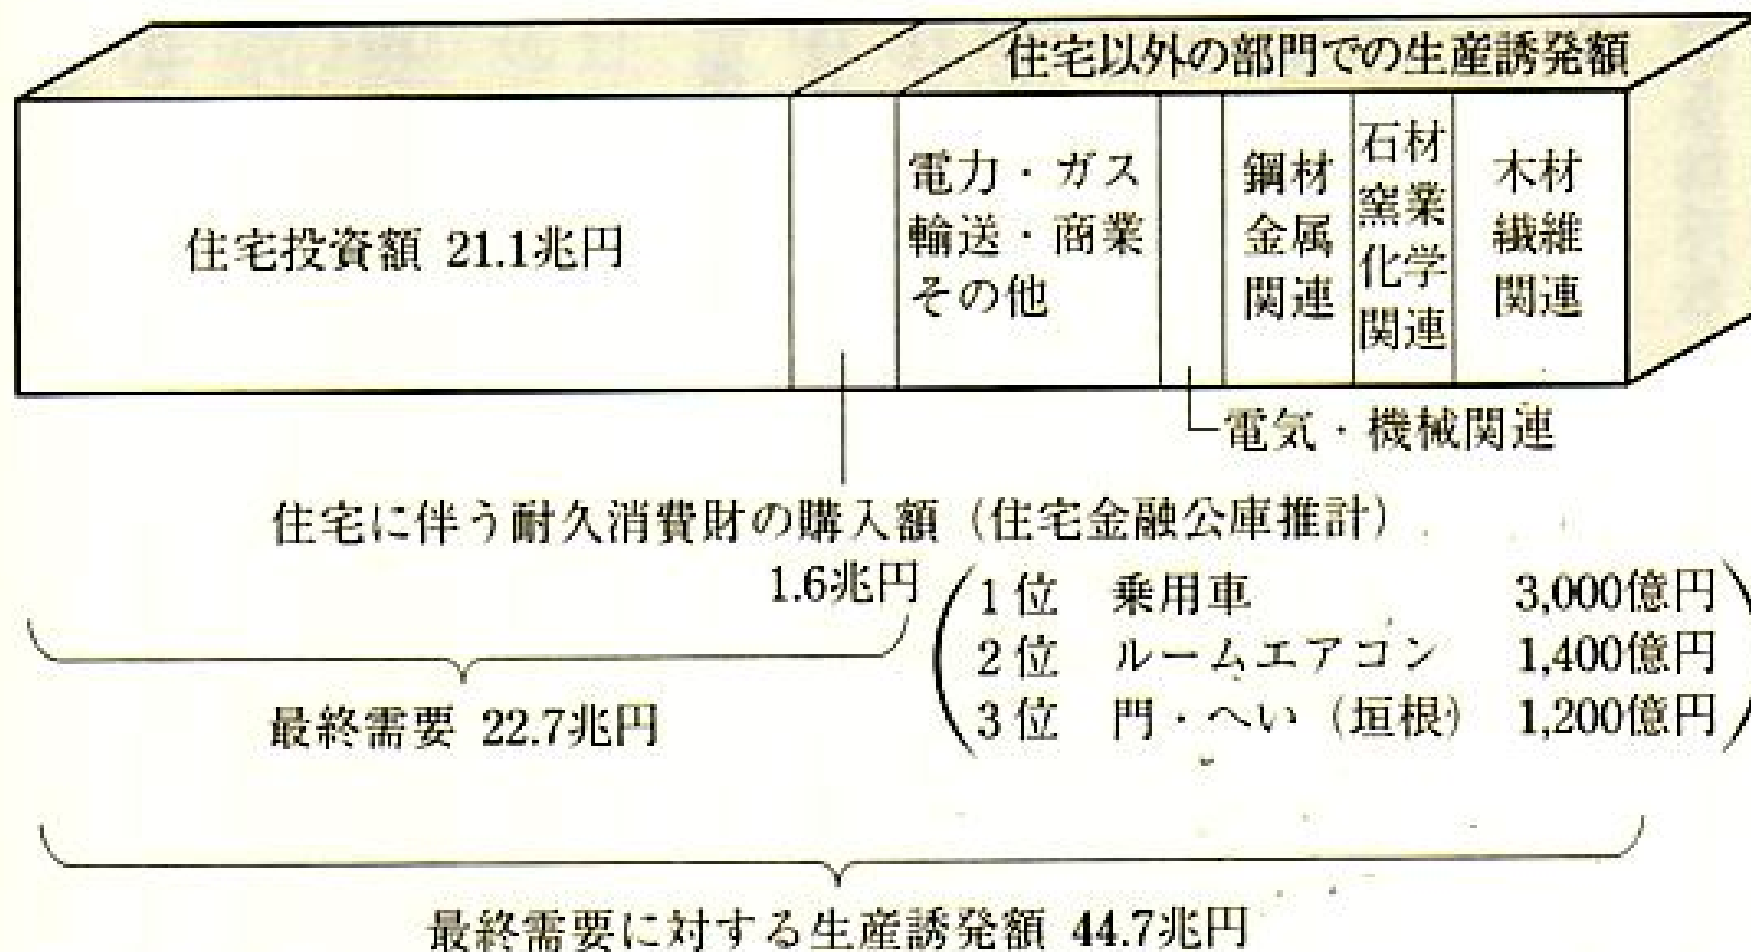 住宅以外の部門での生産誘発額
住宅投資額 21.1兆円
電力・ガス
輸送・商業
その他
鋼材
金属
関連
石材
窯業
化学
関連
木材
繊維
関連
電気・機械関連
住宅に伴う耐久消費財の購入額（住宅金融公庫推計）
1.6兆円
1位 乗用車 3,000億円
2位 ルームエアコン 1,400億円
3位 門・へい（垣根） 1,200億円
最終需要 22.7兆円
最終需要に対する生産誘発額 44.7兆円